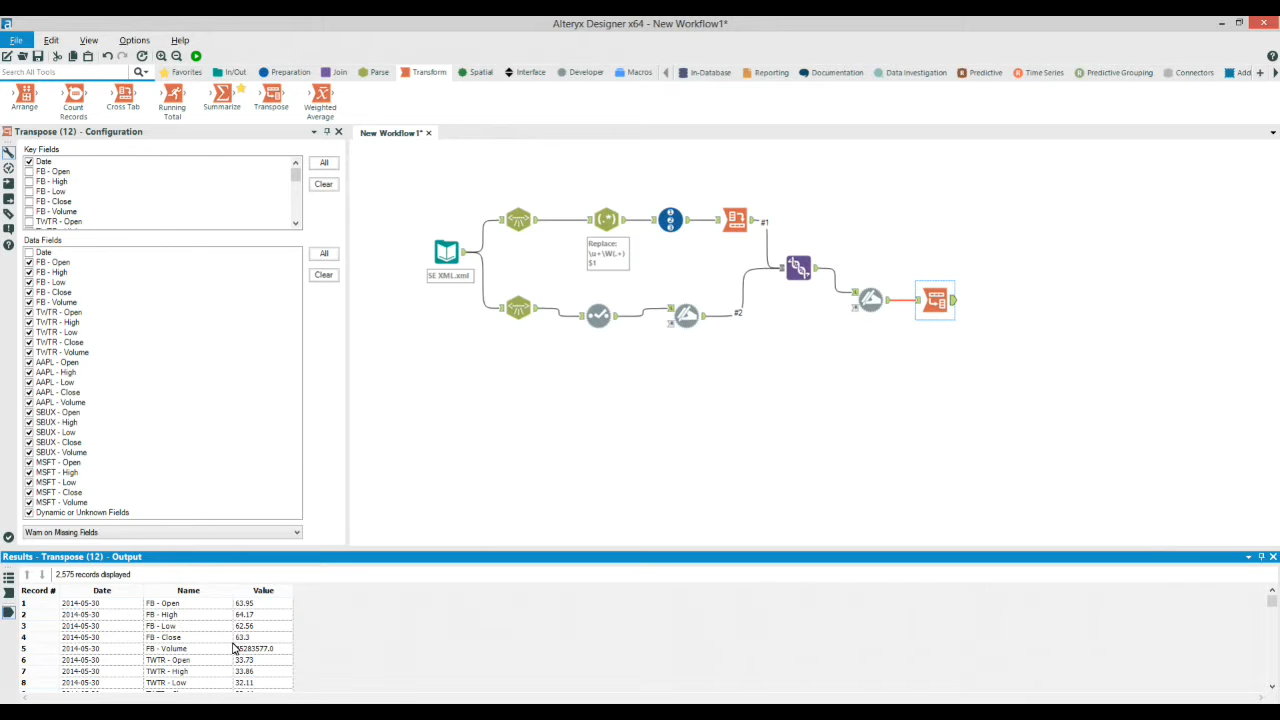 Alteryx Designer x64 - New Workflow1*
File Edit View Options Help
Search All Tools Favorites In/Out Preparation Join Parse Transform Spatial Interface Developer Macros In-Database Reporting Documentation Data Investigation Predictive Time Series Predictive Grouping Connectors Add
Arrange Count Records Cross Tab Running Total Summarize Transpose Weighted Average
Transpose (12) - Configuration
New Workflow1*
Key Fields
Date
FB - Open
FB - High
FB - Low
FB - Close
FB - Volume
TWTR - Open
All
Clear
Data Fields
Date
FB - Open
FB - High
FB - Low
FB - Close
FB - Volume
TWTR - Open
TWTR - High
TWTR - Low
TWTR - Close
TWTR - Volume
AAPL - Open
AAPL - High
AAPL - Low
AAPL - Close
AAPL - Volume
SBUX - Open
SBUX - High
SBUX - Low
SBUX - Close
SBUX - Volume
MSFT - Open
MSFT - High
MSFT - Low
MSFT - Close
MSFT - Volume
Dynamic or Unknown Fields
All
Clear
Warn on Missing Fields
#1
Replace:
\u+\W(.+)
$1
SE XML.xml
#2
Results - Transpose (12) - Output
2,575 records displayed
Record # Date Name Value
1 2014-05-30 FB - Open 63.95
2 2014-05-30 FB - High 64.17
3 2014-05-30 FB - Low 62.56
4 2014-05-30 FB - Close 63.3
5 2014-05-30 FB - Volume 5283577.0
6 2014-05-30 TWTR - Open 33.73
7 2014-05-30 TWTR - High 33.86
8 2014-05-30 TWTR - Low 32.11